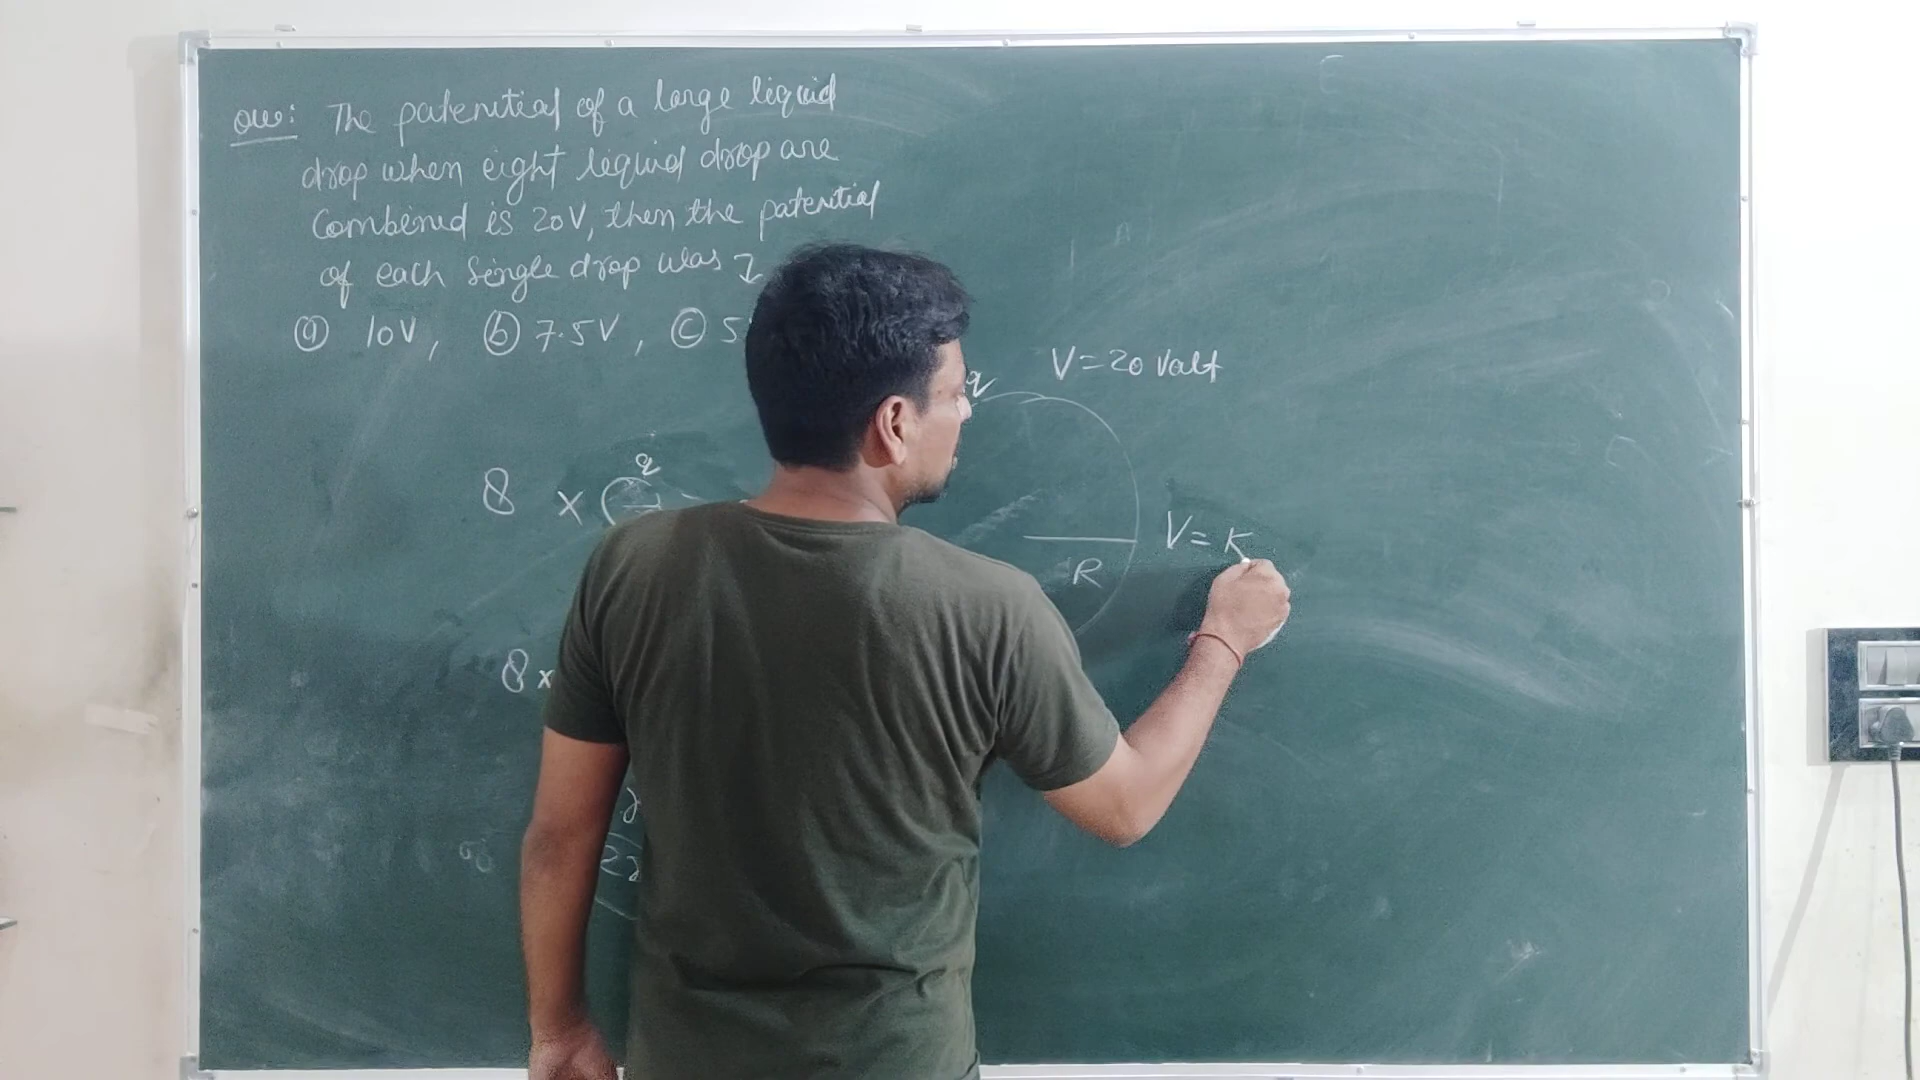 Que: The potential of a large liquid
drop when eight liquid drop are
Combined is 20V, then the potential
of each single drop was
ⓐ 10V, ⓑ 7.5V, ⓒ 5
V=20 Volt
q
q
8 × 
V= K
R
8 ×
2r